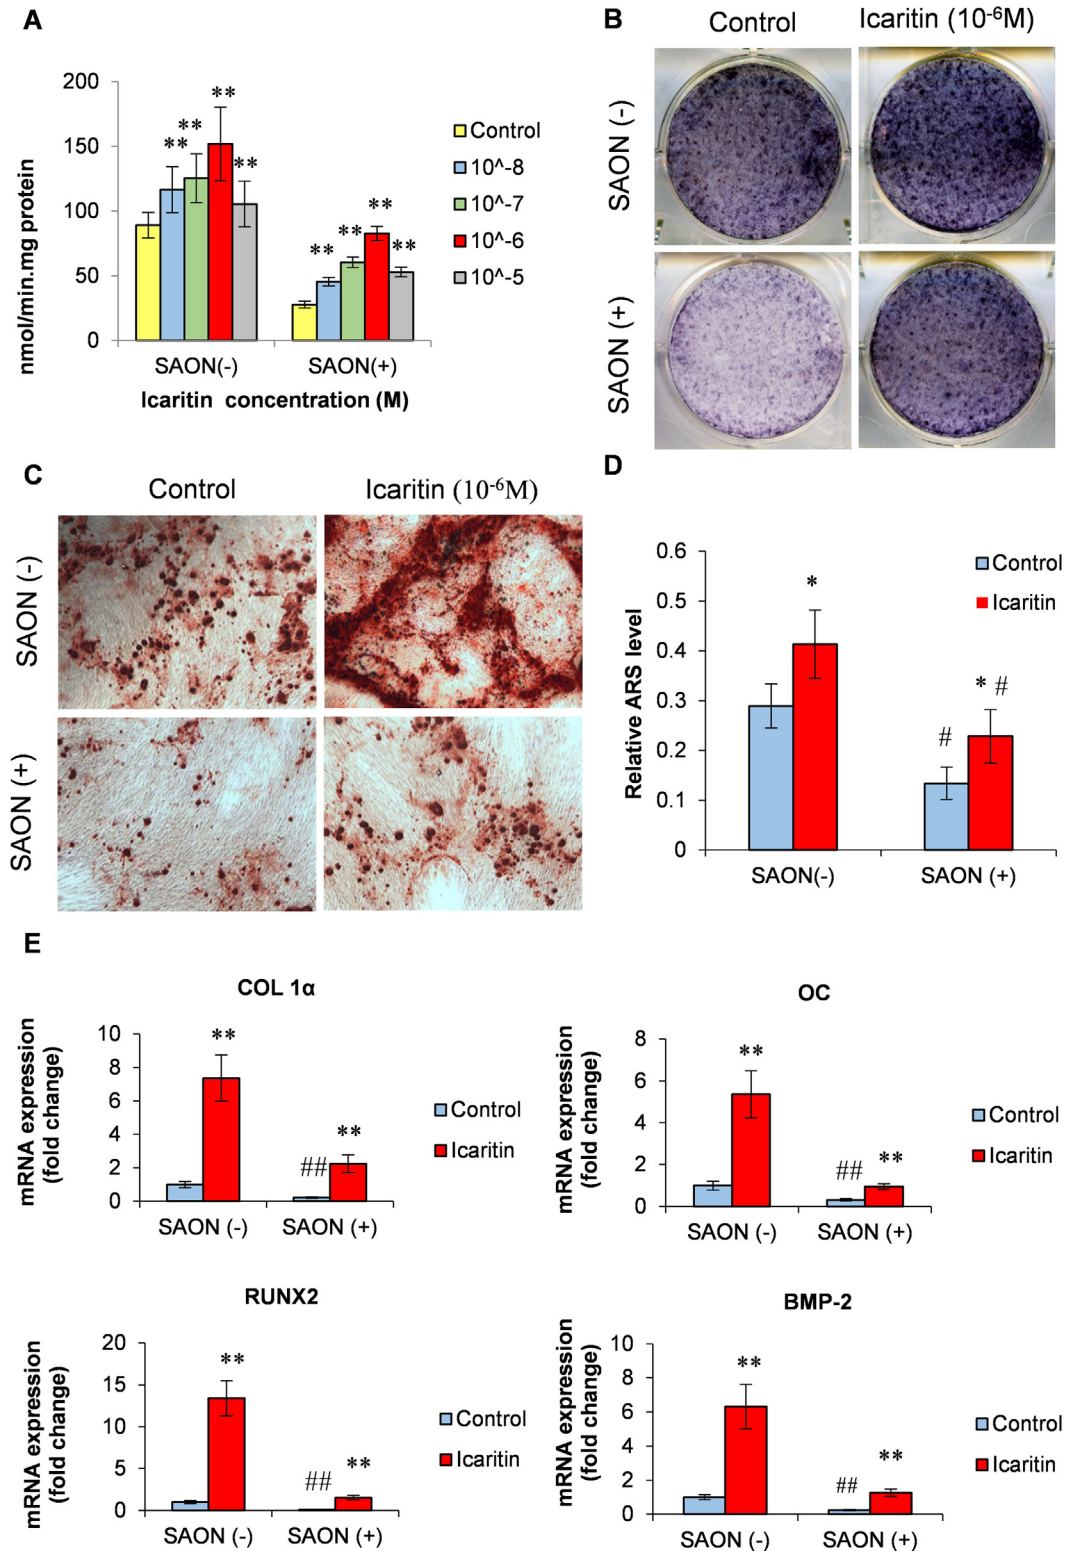 A
200
150
100
50
0
nmol/min.mg protein
**
**
**
**
**
**
**
**
SAON(-)
SAON(+)
Icaritin concentration (M)
Control
10^-8
10^-7
10^-6
10^-5
B
Control
Icaritin (10-6M)
SAON (-)
SAON (+)
C
Control
Icaritin (10-6M)
SAON (-)
SAON (+)
D
0.6
0.5
0.4
0.3
0.2
0.1
0
Relative ARS level
*
#
* #
SAON(-)
SAON (+)
Control
Icaritin
E
COL 1α
mRNA expression
(fold change)
10
8
6
4
2
0
**
##
**
SAON (-)
SAON (+)
Control
Icaritin
OC
mRNA expression
(fold change)
8
6
4
2
0
**
##
**
SAON (-)
SAON (+)
Control
Icaritin
RUNX2
mRNA expression
(fold change)
20
15
10
5
0
**
##
**
SAON (-)
SAON (+)
Control
Icaritin
BMP-2
mRNA expression
(fold change)
10
8
6
4
2
0
**
##
**
SAON (-)
SAON (+)
Control
Icaritin